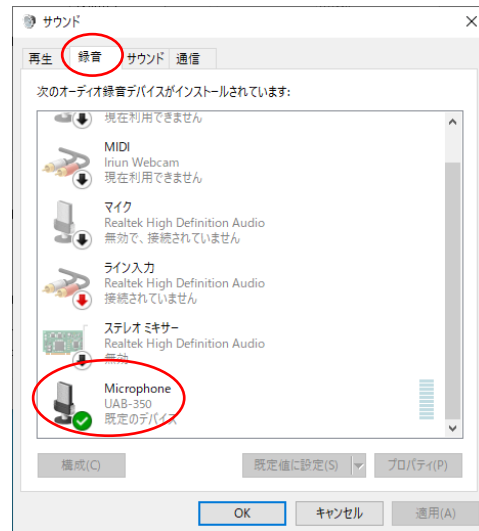 サウンド
再生 録音 サウンド 通信
次のオーディオ録音デバイスがインストールされています:
現在利用できません
MIDI
Iriun Webcam
現在利用できません
マイク
Realtek High Definition Audio
無効で、接続されていません
ライン入力
Realtek High Definition Audio
接続されていません
ステレオ ミキサー
Realtek High Definition Audio
無効
Microphone
UAB-350
既定のデバイス
構成(C) 既定値に設定(S) プロパティ(P)
OK キャンセル 適用(A)